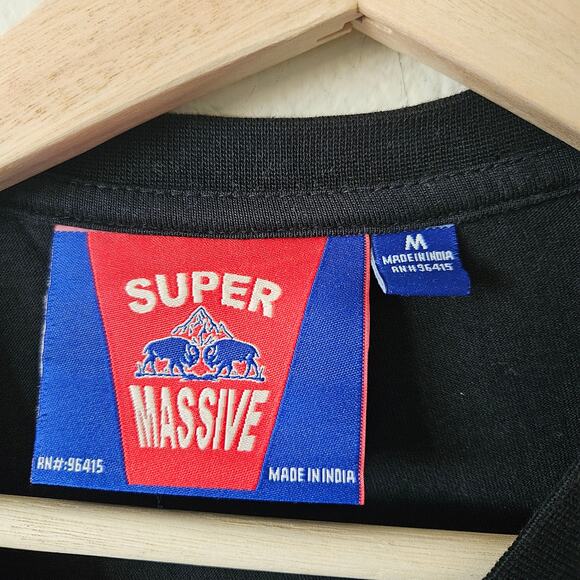 SUPER
MASSIVE
RN#:96415
MADE IN INDIA
M
MADE IN INDIA
RN#96415